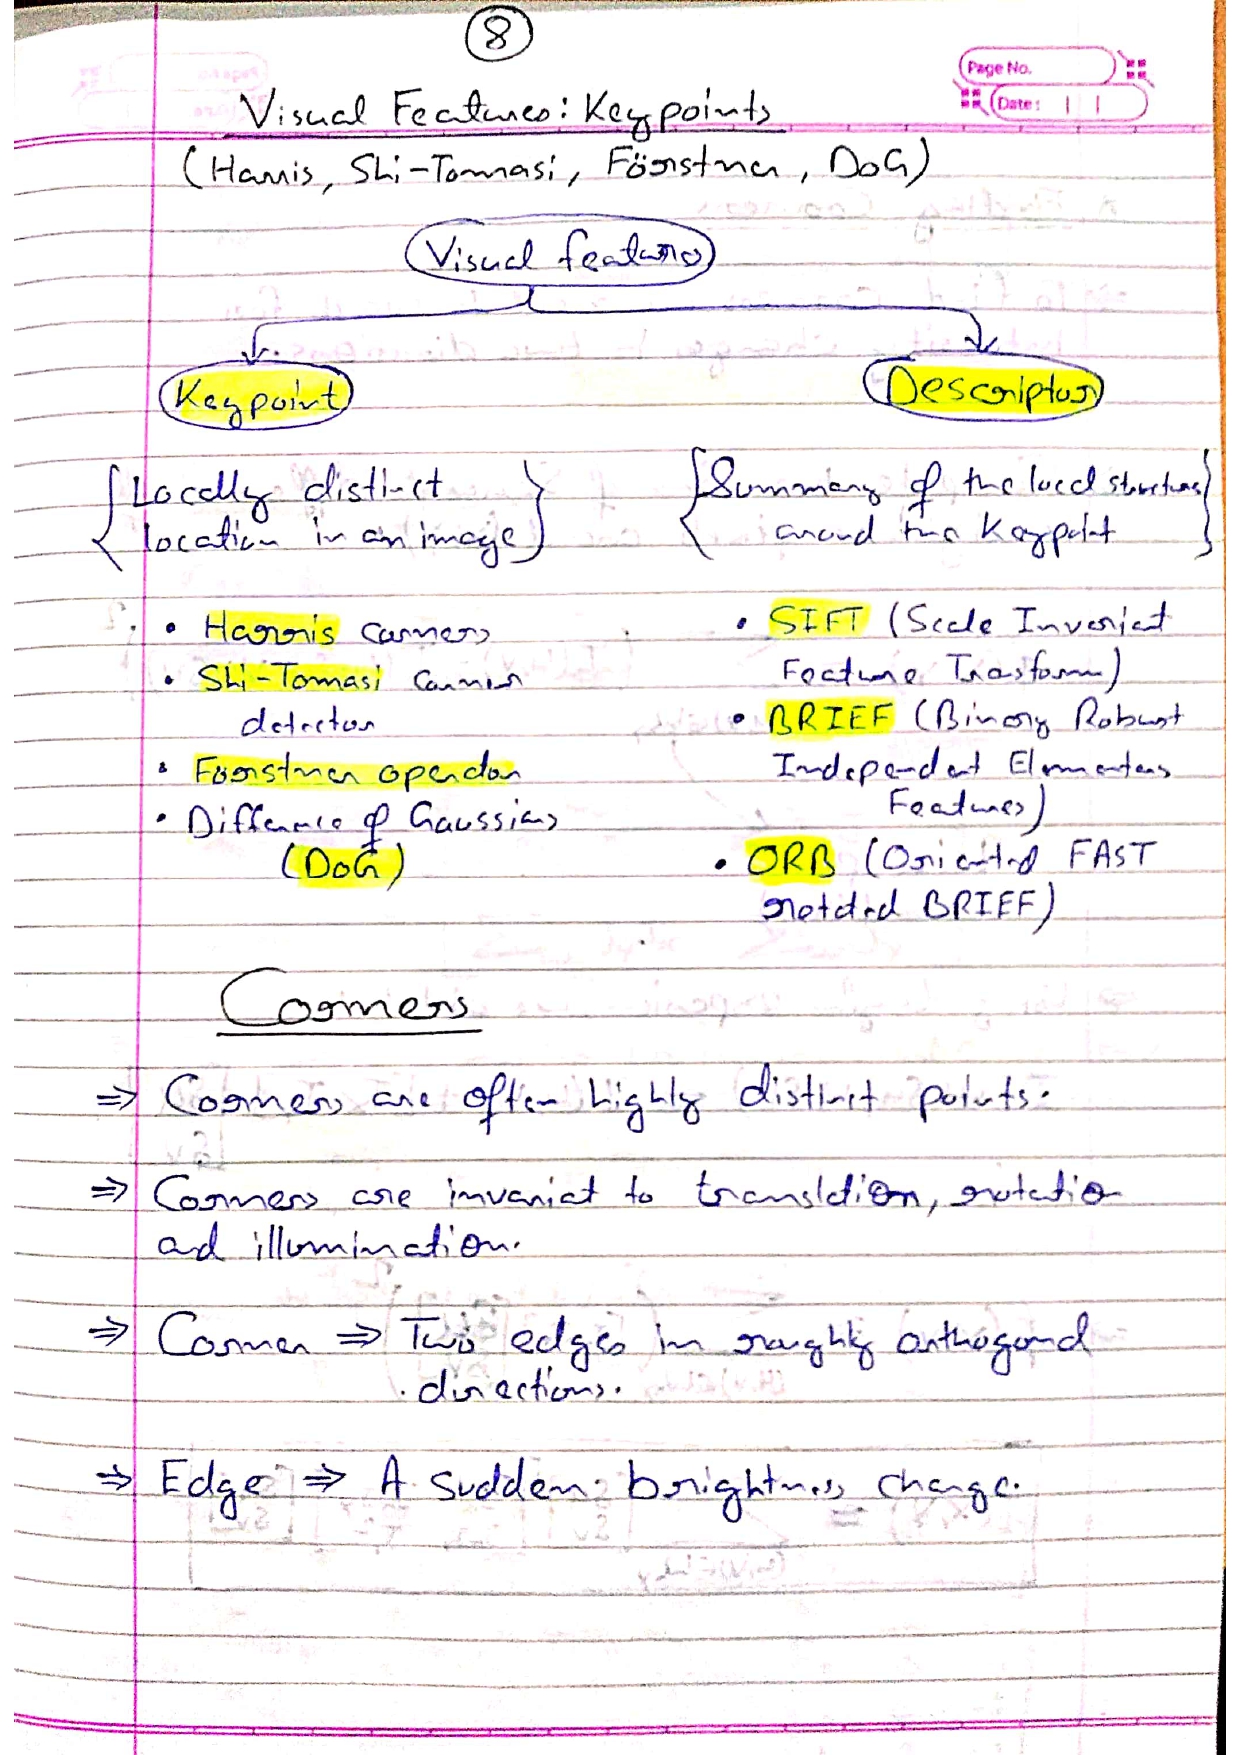 8
Page No.
Date:
Visual Features: Keypoints
(Harris, Shi-Tomasi, Förstner, DoG)
Visual features
Keypoint
Descriptor
Locally distinct
location in an image
Summary of the local structure
around the Keypoint
• Harris corners
• Shi-Tomasi Corner
detector
• Förstner operator
• Difference of Gaussians
(DoG)
• SIFT (Scale Invariant
Feature Trasform)
• BRIEF (Binary Robust
Independent Elementary
Features)
• ORB (Oriented FAST
rotated BRIEF)
Corners
⇒ Corners are often highly distinct points.
⇒ Corners are invariat to translation, rotation
and illumination.
⇒ Corner ⇒ Two edges in roughly orthogonal
directions.
⇒ Edge ⇒ A sudden brightness change.